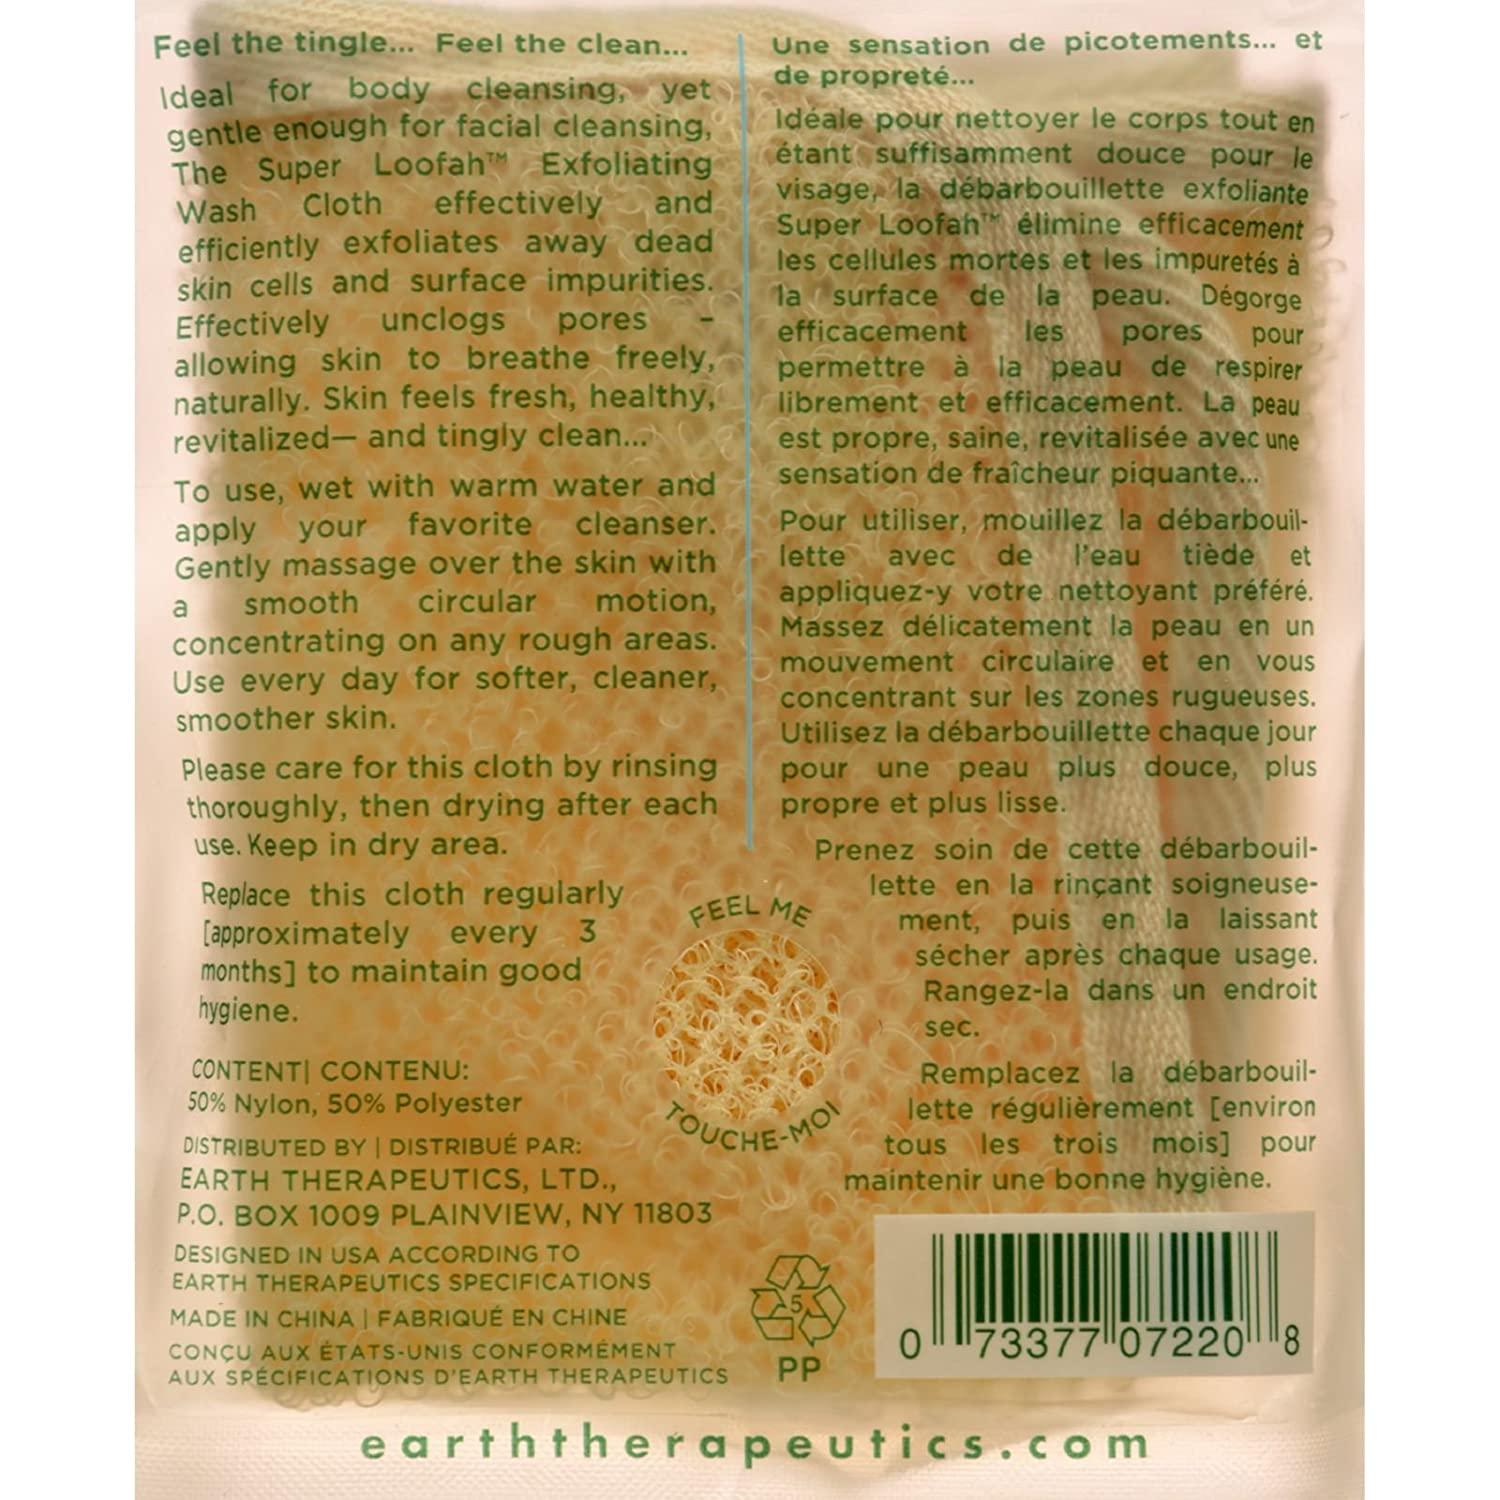 Feel the tingle... Feel the clean...
Ideal for body cleansing, yet
gentle enough for facial cleansing,
The Super Loofah™ Exfoliating
Wash Cloth effectively and
efficiently exfoliates away dead
skin cells and surface impurities.
Effectively unclogs pores –
allowing skin to breathe freely,
naturally. Skin feels fresh, healthy,
revitalized— and tingly clean...
To use, wet with warm water and
apply your favorite cleanser.
Gently massage over the skin with
a smooth circular motion,
concentrating on any rough areas.
Use every day for softer, cleaner,
smoother skin.
Please care for this cloth by rinsing
thoroughly, then drying after each
use. Keep in dry area.
Replace this cloth regularly
[approximately every 3
months] to maintain good
hygiene.
CONTENT| CONTENU:
50% Nylon, 50% Polyester
DISTRIBUTED BY | DISTRIBUÉ PAR:
EARTH THERAPEUTICS, LTD.,
P.O. BOX 1009 PLAINVIEW, NY 11803
DESIGNED IN USA ACCORDING TO
EARTH THERAPEUTICS SPECIFICATIONS
MADE IN CHINA | FABRIQUÉ EN CHINE
CONÇU AUX ÉTATS-UNIS CONFORMÉMENT
AUX SPÉCIFICATIONS D'EARTH THERAPEUTICS
Une sensation de picotements... et
de propreté...
Idéale pour nettoyer le corps tout en
étant suffisamment douce pour le
visage, la débarbouillette exfoliante
Super Loofah™ élimine efficacement
les cellules mortes et les impuretés à
la surface de la peau. Dégorge
efficacement les pores pour
permettre à la peau de respirer
librement et efficacement. La peau
est propre, saine, revitalisée avec une
sensation de fraîcheur piquante...
Pour utiliser, mouillez la débarbouil-
lette avec de l'eau tiède et
appliquez-y votre nettoyant préféré.
Massez délicatement la peau en un
mouvement circulaire et en vous
concentrant sur les zones rugueuses.
Utilisez la débarbouillette chaque jour
pour une peau plus douce, plus
propre et plus lisse.
Prenez soin de cette débarbouil-
lette en la rinçant soigneuse-
ment, puis en la laissant
sécher après chaque usage.
Rangez-la dans un endroit
sec.
Remplacez la débarbouil-
lette régulièrement [environ
tous les trois mois] pour
maintenir une bonne hygiène.
FEEL ME
TOUCHE-MOI
5
PP
0 73377 07220 8
earththerapeutics.com